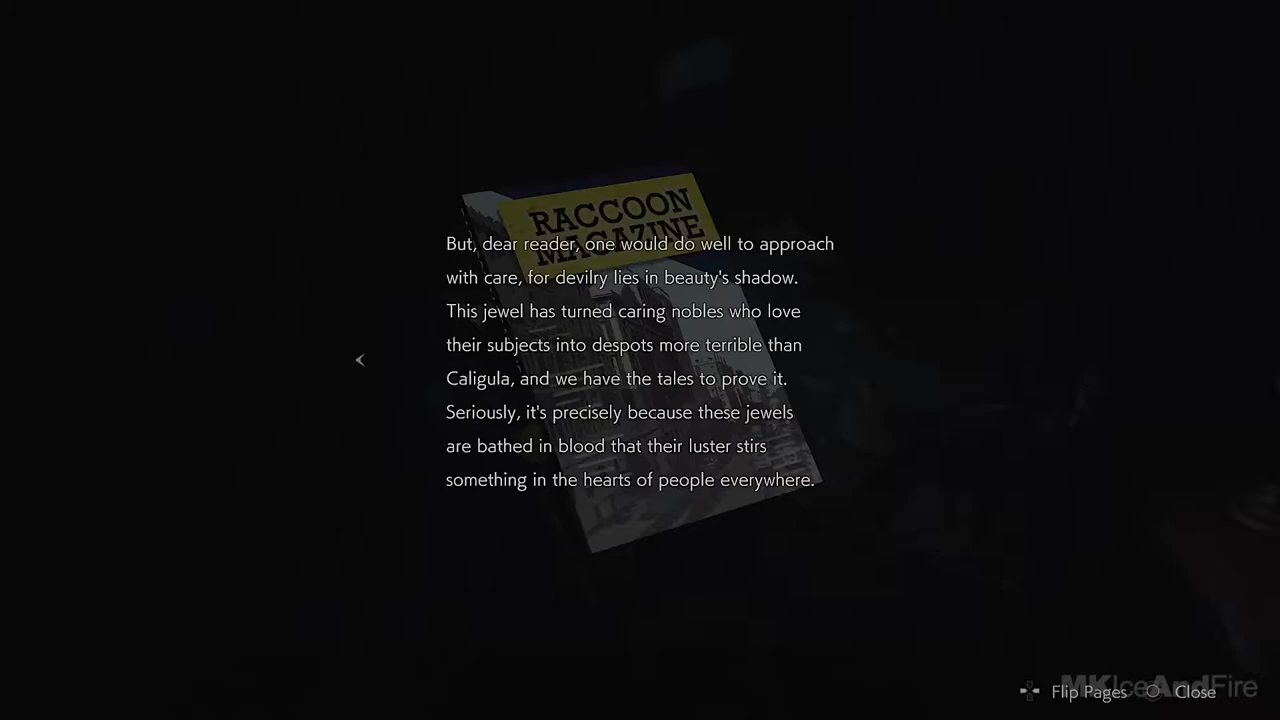 RACCOON
MAGAZINE
But, dear reader, one would do well to approach
with care, for devilry lies in beauty's shadow.
This jewel has turned caring nobles who love
their subjects into despots more terrible than
Caligula, and we have the tales to prove it.
Seriously, it's precisely because these jewels
are bathed in blood that their luster stirs
something in the hearts of people everywhere.
MKIceAndFire
Flip Pages
Close